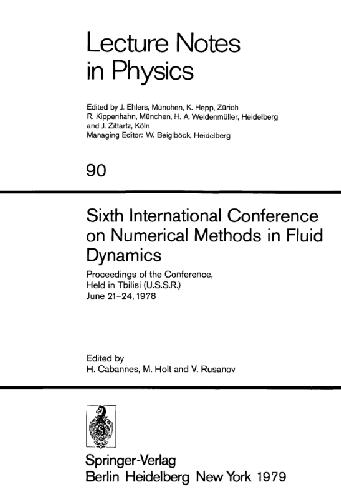 Lecture Notes
in Physics
Edited by J. Ehlers, München, K. Hepp, Zürich
R. Kippenhahn, München, H. A. Weidenmüller, Heidelberg
and J. Zittartz, Köln
Managing Editor: W. Beiglböck, Heidelberg
90
Sixth International Conference
on Numerical Methods in Fluid
Dynamics
Proceedings of the Conference,
Held in Tbilisi (U.S.S.R.)
June 21–24, 1978
Edited by
H. Cabannes, M. Holt and V. Rusanov
Springer-Verlag
Berlin Heidelberg New York 1979